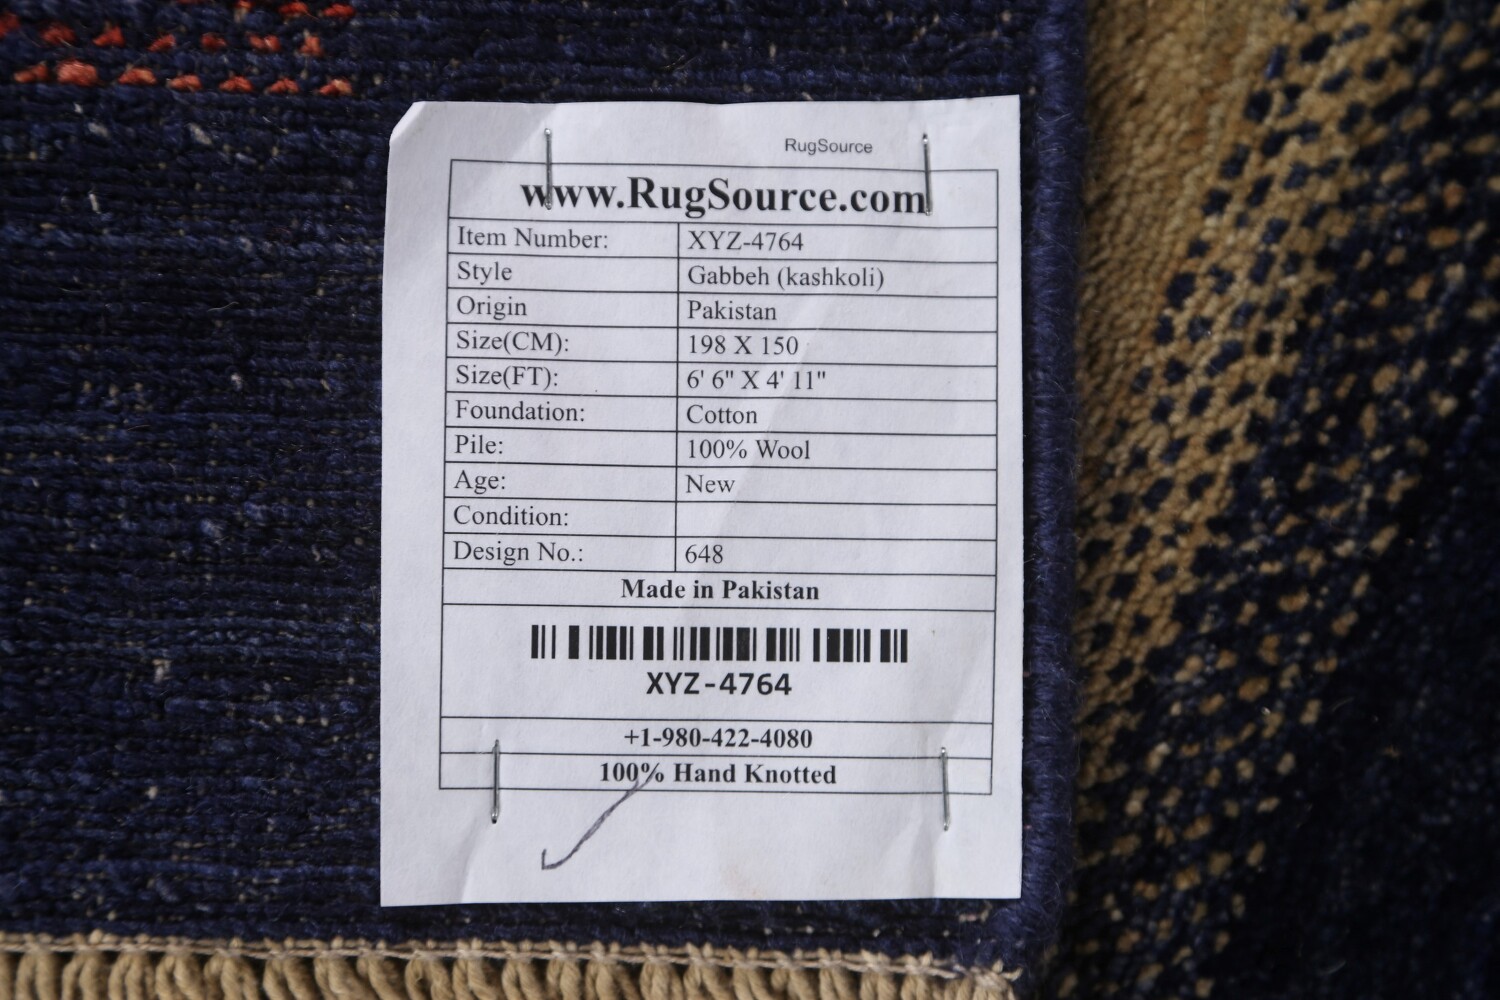 RugSource
www.RugSource.com
Item Number: XYZ-4764
Style Gabbeh (kashkoli)
Origin Pakistan
Size(CM): 198 X 150
Size(FT): 6' 6" X 4' 11"
Foundation: Cotton
Pile: 100% Wool
Age: New
Condition:
Design No.: 648
Made in Pakistan
XYZ-4764
+1-980-422-4080
100% Hand Knotted